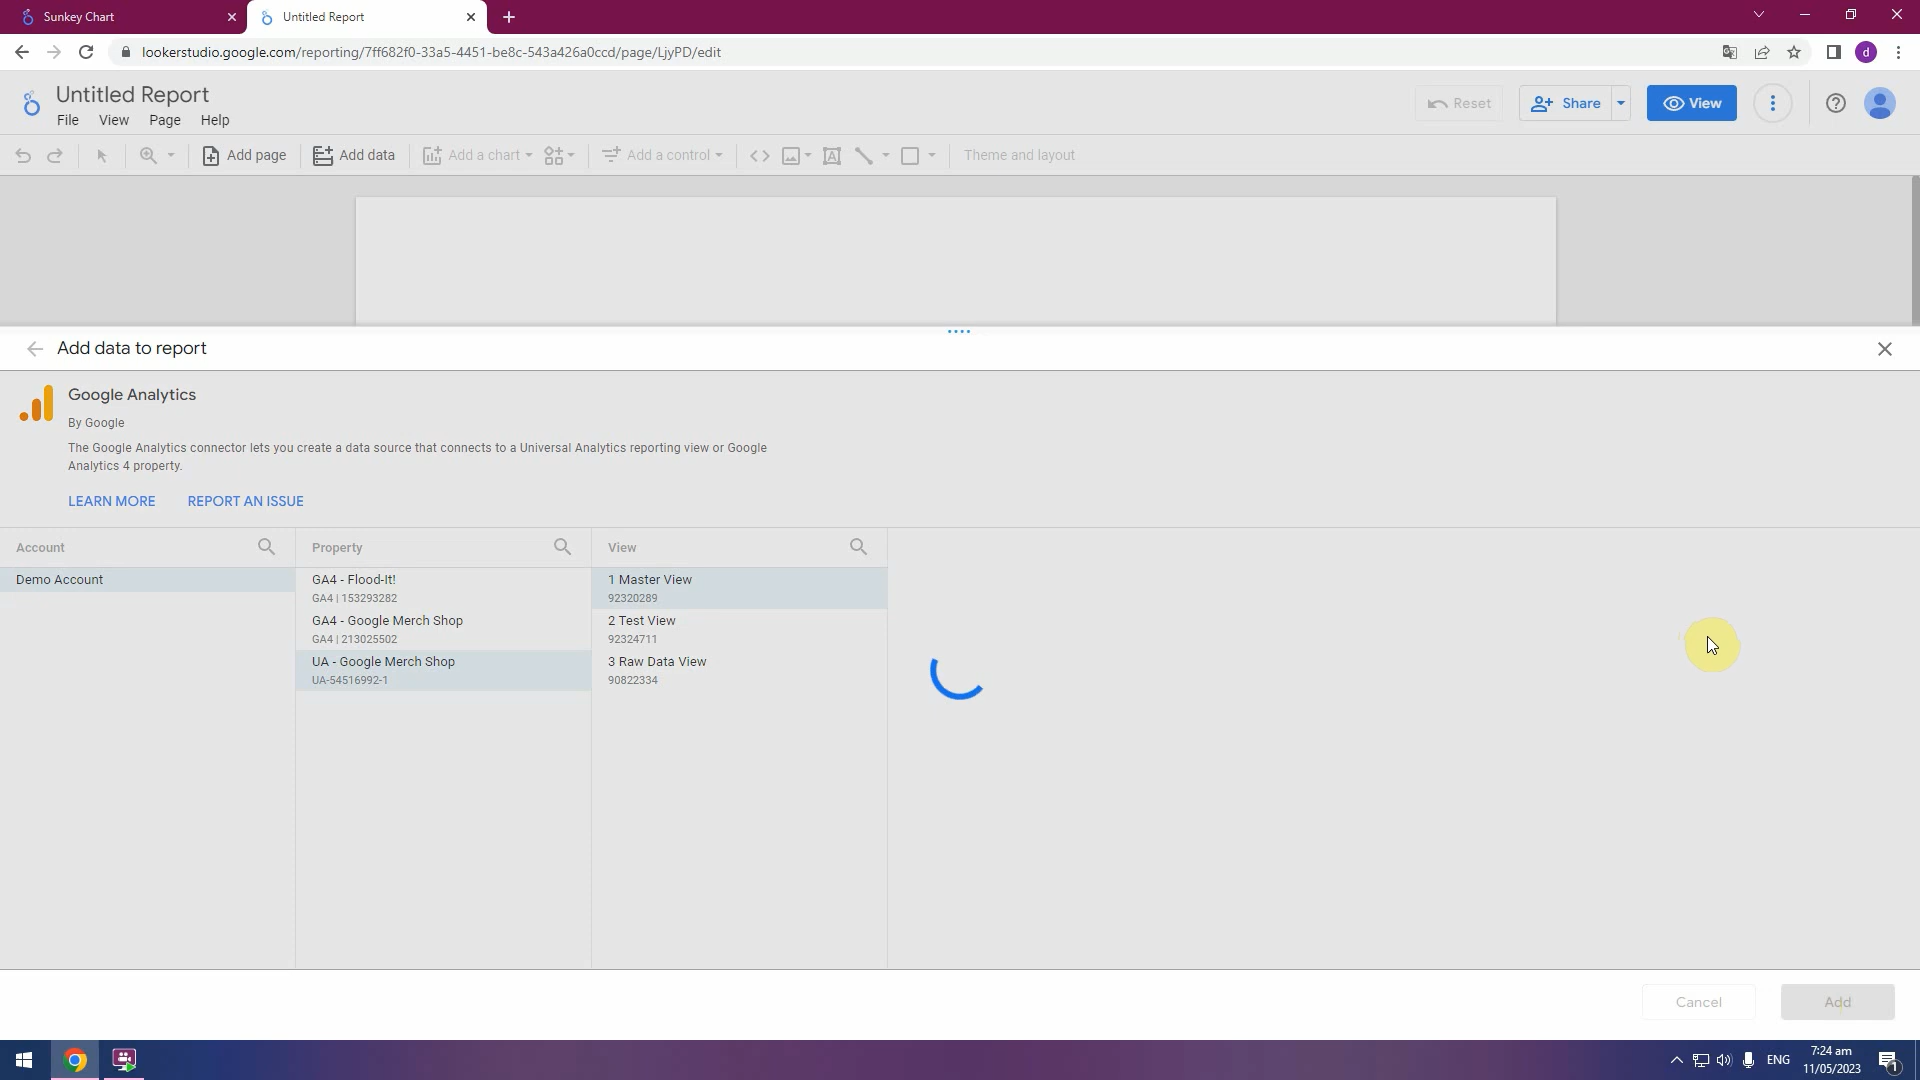 Sunkey Chart
Untitled Report
lookerstudio.google.com/reporting/7ff682f0-33a5-4451-be8c-543a426a0ccd/page/LjyPD/edit
d
Untitled Report
File View Page Help
Reset
Share
View
Add page
Add data
Add a chart
Add a control
Theme and layout
Add data to report
Google Analytics
By Google
The Google Analytics connector lets you create a data source that connects to a Universal Analytics reporting view or Google
Analytics 4 property.
LEARN MORE REPORT AN ISSUE
Account
Property
View
Demo Account
GA4 - Flood-It!
GA4 | 153293282
GA4 - Google Merch Shop
GA4 | 213025502
UA - Google Merch Shop
UA-54516992-1
1 Master View
92320289
2 Test View
92324711
3 Raw Data View
90822334
Cancel
Add
ENG
7:24 am
11/05/2023
1